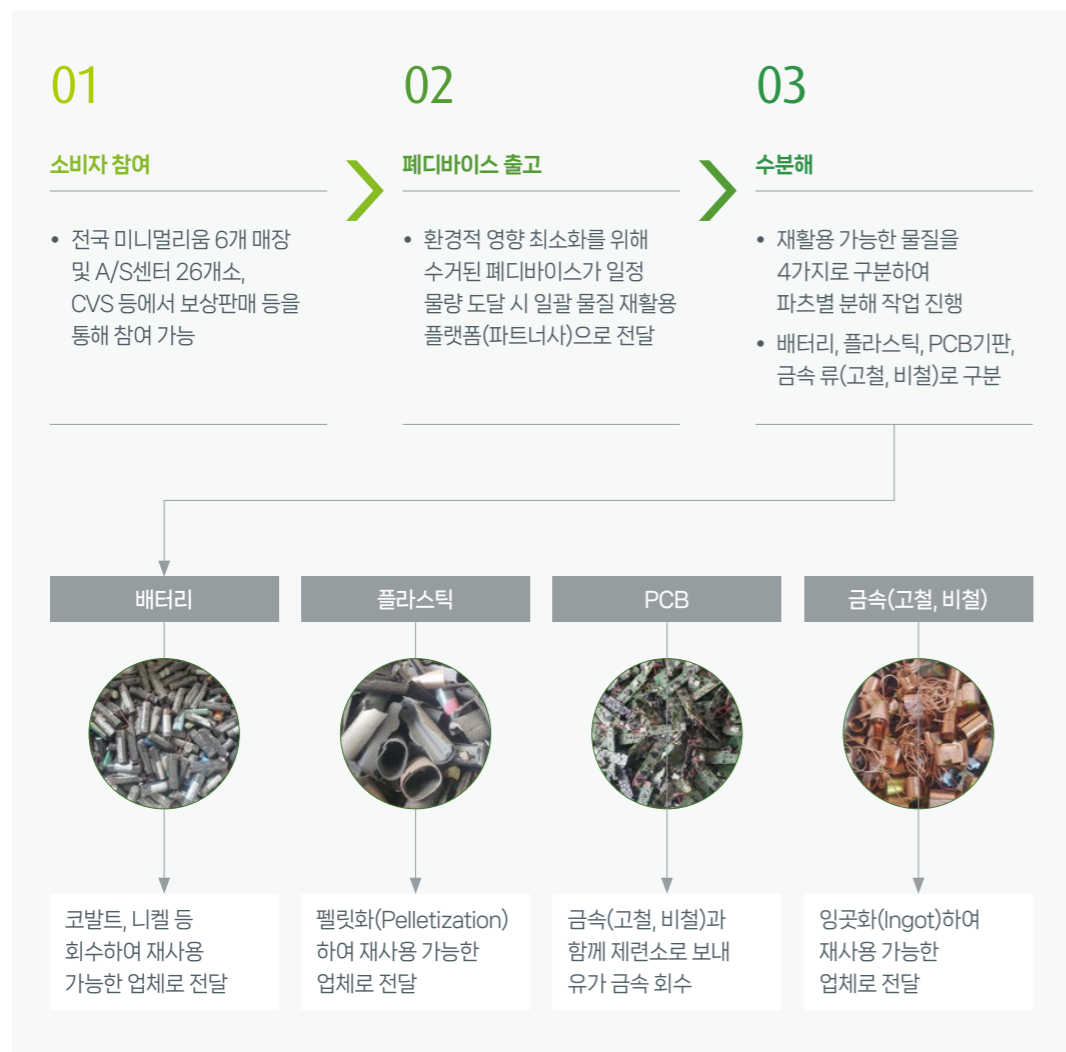 01
소비자 참여
• 전국 미니멀리움 6개 매장
및 A/S센터 26개소,
CVS 등에서 보상판매 등을
통해 참여 가능
02
폐디바이스 출고
• 환경적 영향 최소화를 위해
수거된 폐디바이스가 일정
물량 도달 시 일괄 물질 재활용
플랫폼(파트너사)으로 전달
03
수분해
• 재활용 가능한 물질을
4가지로 구분하여
파츠별 분해 작업 진행
• 배터리, 플라스틱, PCB기판,
금속 류(고철, 비철)로 구분
배터리
플라스틱
PCB
금속(고철, 비철)
코발트, 니켈 등
회수하여 재사용
가능한 업체로 전달
펠릿화(Pelletization)
하여 재사용 가능한
업체로 전달
금속(고철, 비철)과
함께 제련소로 보내
유가 금속 회수
잉곳화(Ingot)하여
재사용 가능한
업체로 전달